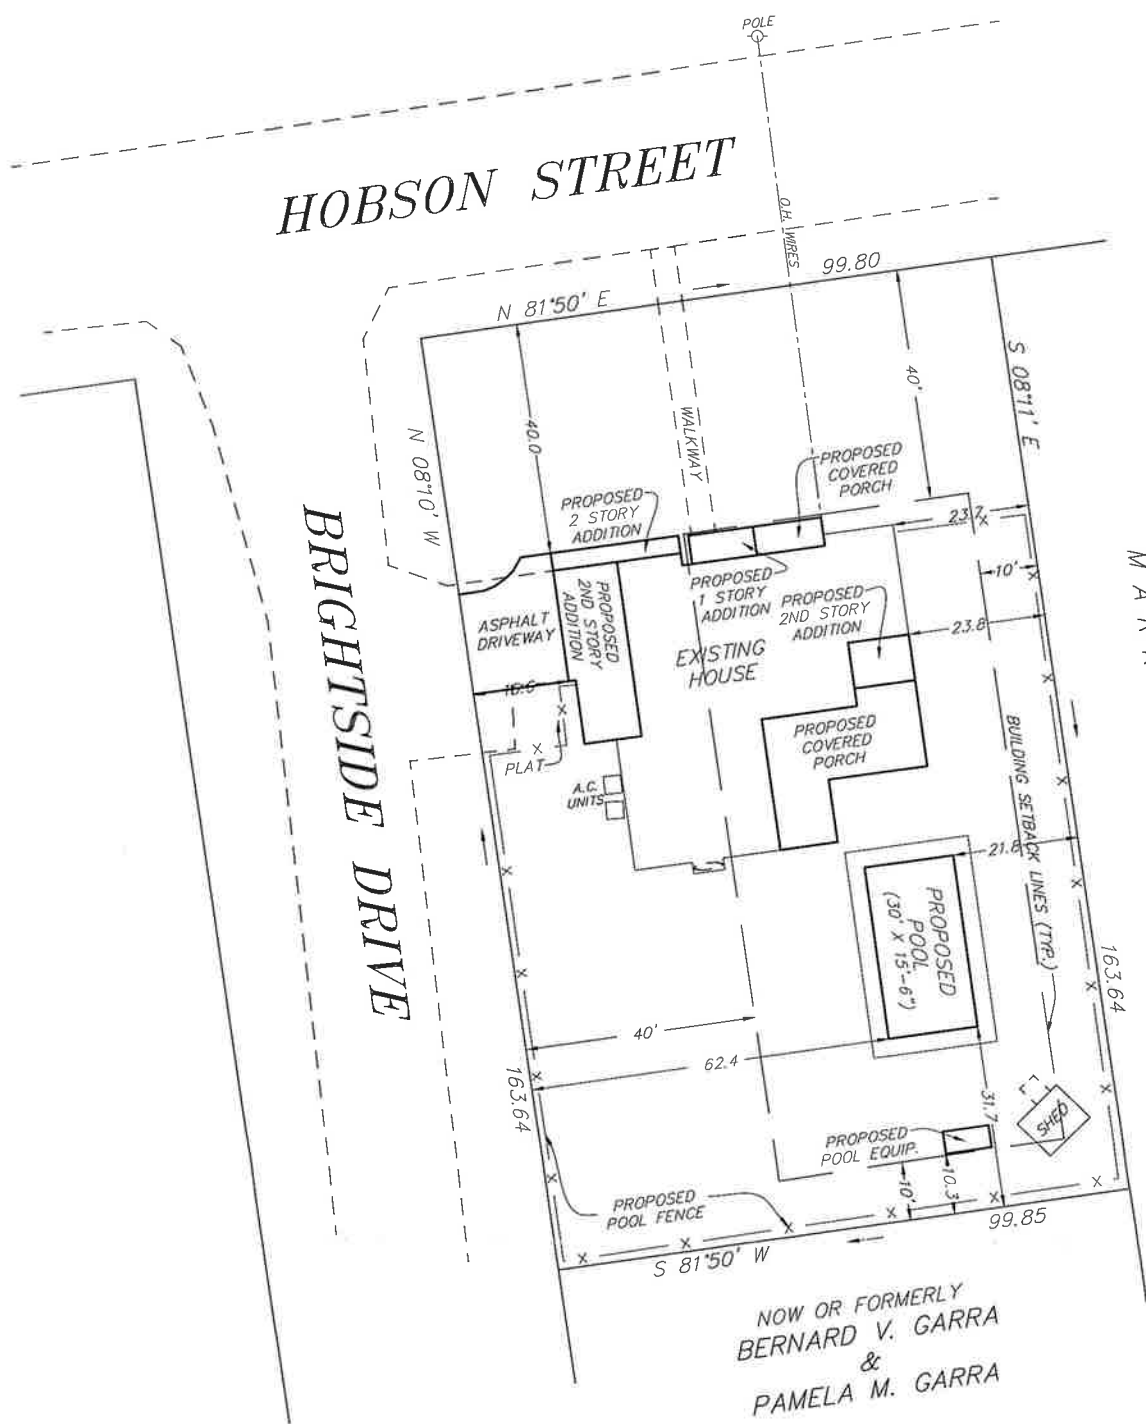 POLE
HOBSON STREET
O.H. WIRES
99.80
N 81°50' E
S 08°11' E
40'
40.0
N 08°10' W
WALKWAY
PROPOSED
COVERED
PORCH
PROPOSED
2 STORY
ADDITION
23.7
10'
PROPOSED
1 STORY
ADDITION
PROPOSED
2ND STORY
ADDITION
PROPOSED
2ND STORY
ADDITION
ASPHALT
DRIVEWAY
23.8
EXISTING
HOUSE
BRIGHTSIDE DRIVE
PROPOSED
COVERED
PORCH
PLAT
A.C.
UNITS
BUILDING SETBACK LINES (TYP.)
21.8
PROPOSED
POOL
(30' X 15'-6")
163.64
40'
62.4
163.64
31.7
SHED
PROPOSED
POOL EQUIP.
10'
10.3
PROPOSED
POOL FENCE
99.85
S 81°50' W
NOW OR FORMERLY
BERNARD V. GARRA
&
PAMELA M. GARRA